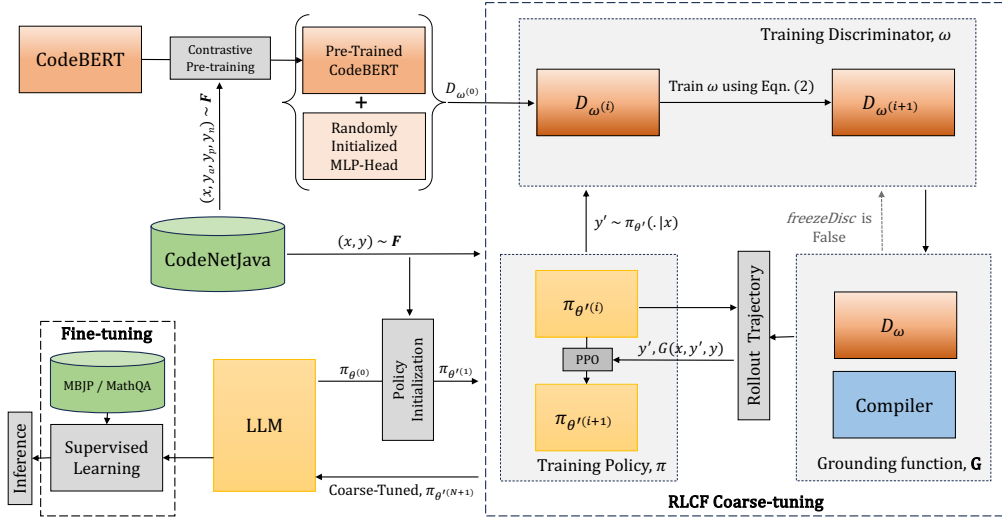 CodeBERT
Contrastive
Pre-training
Pre-Trained
CodeBERT
+
Randomly
Initialized
MLP-Head
D_ω⁽⁰⁾
(x, y_a, y_p, y_n) ~ F
Training Discriminator, ω
D_ω⁽ⁱ⁾
Train ω using Eqn. (2)
D_ω⁽ⁱ⁺¹⁾
CodeNetJava
(x, y) ~ F
y′ ~ π_θ′(. |x)
freezeDisc is
False
π_θ′⁽ⁱ⁾
PPO
π_θ′⁽ⁱ⁺¹⁾
Training Policy, π
y′, G(x, y′, y)
Rollout Trajectory
D_ω
Compiler
Grounding function, G
RLCF Coarse-tuning
Fine-tuning
MBJP / MathQA
Supervised
Learning
Inference
LLM
π_θ⁽⁰⁾
Policy
Initialization
π_θ′⁽¹⁾
Coarse-Tuned, π_θ′⁽ᴺ⁺¹⁾